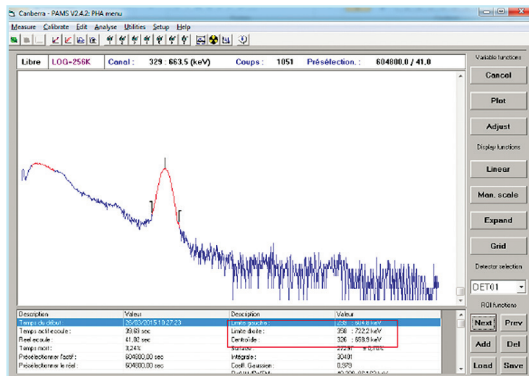 Canberra - PAMS V2.4.2: PHA menu
Measure Calibrate Edit Analyse Utilities Setup Help
Libre LOG-256K Canal : 329 : 663,5 (keV) Coups : 1051 Présélection. : 604800,0 / 41,0
Variable functions
Cancel
Plot
Adjust
Display functions
Linear
Man. scale
Expand
Grid
Detector selection
DET01
ROI functions
Next Prev
Add Del
Load Save
Description Valeur Description Valeur
Temps du début : 26/03/2015 10:27:23 Limite gauche :
Temps actif écoulé : 39,69 sec Limite droite : 358 : 722,2 keV
Réel écoulé : 41,02 sec Centroïde 326 : 658,9 keV
Temps mort : 3,24% Surface :
Présélectionner l'actif : 604800,00 sec Intégrale : 30491
Présélectionner le réel : 604800,00 sec Coeff. Gaussien : 0,979